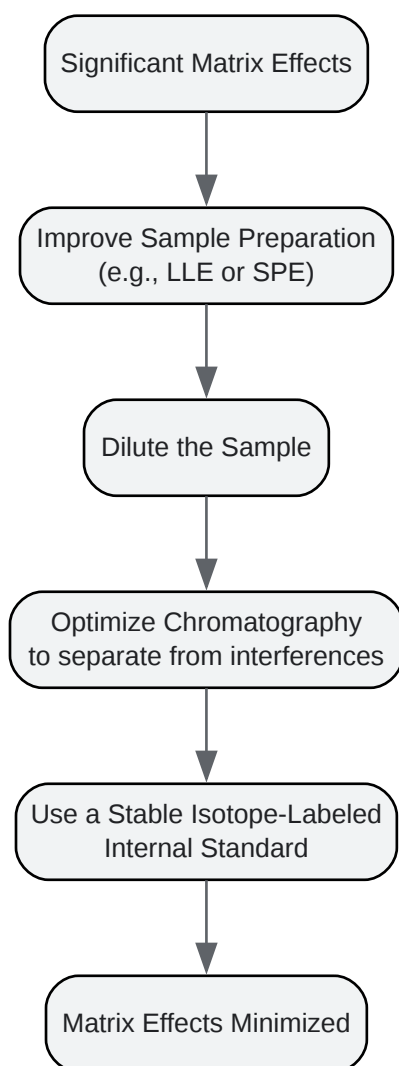 Significant Matrix Effects
Improve Sample Preparation
(e.g., LLE or SPE)
Dilute the Sample
Optimize Chromatography
to separate from interferences
Use a Stable Isotope-Labeled
Internal Standard
Matrix Effects Minimized